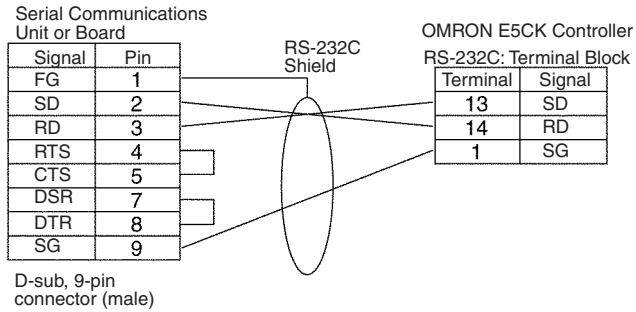 Serial Communications
Unit or Board
OMRON E5CK Controller
RS-232C
Shield
RS-232C: Terminal Block
Signal Pin
FG 1
SD 2
RD 3
RTS 4
CTS 5
DSR 7
DTR 8
SG 9
Terminal Signal
13 SD
14 RD
1 SG
D-sub, 9-pin
connector (male)